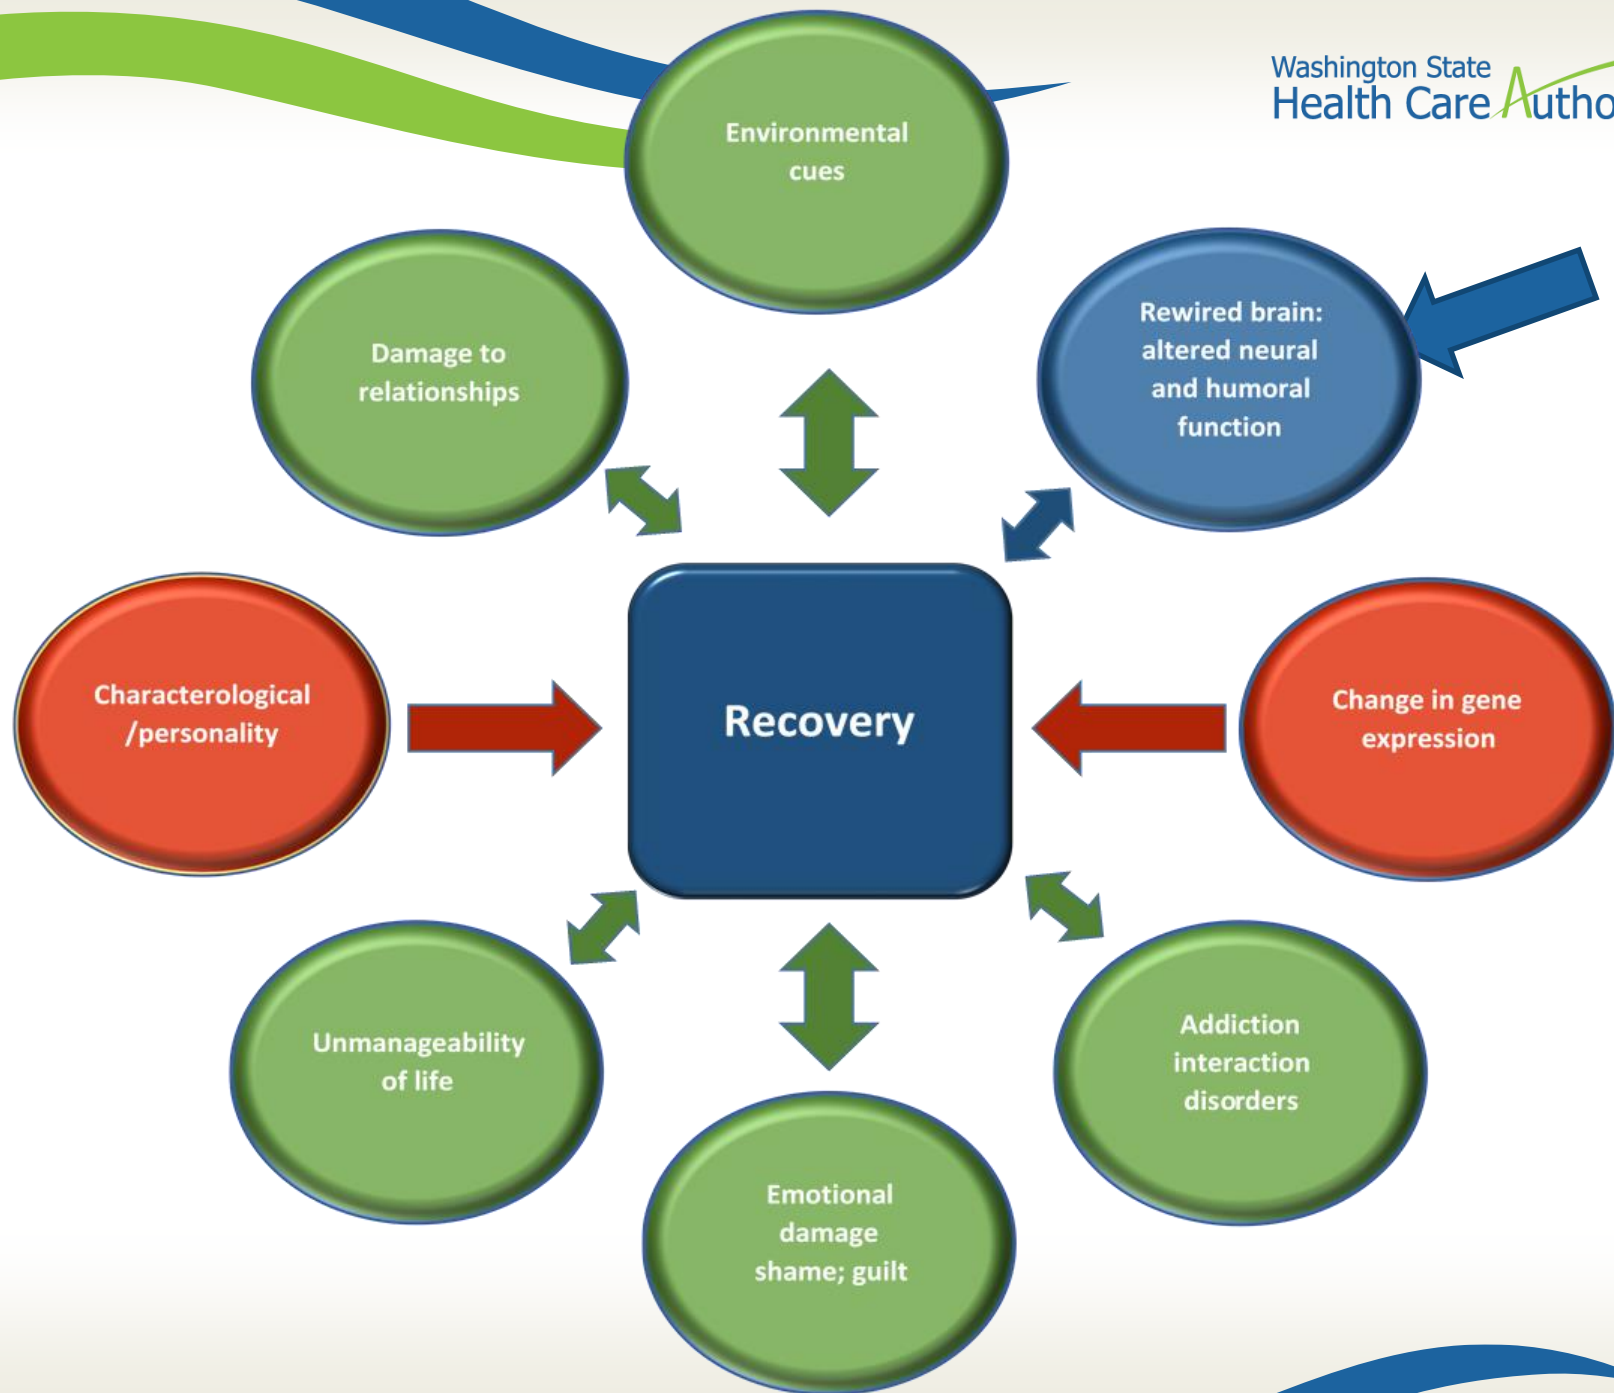 Washington State
Health Care Autho
Environmental
cues
Damage to
relationships
Rewired brain:
altered neural
and humoral
function
Characterological
/personality
Recovery
Change in gene
expression
Unmanageability
of life
Addiction
interaction
disorders
Emotional
damage
shame; guilt